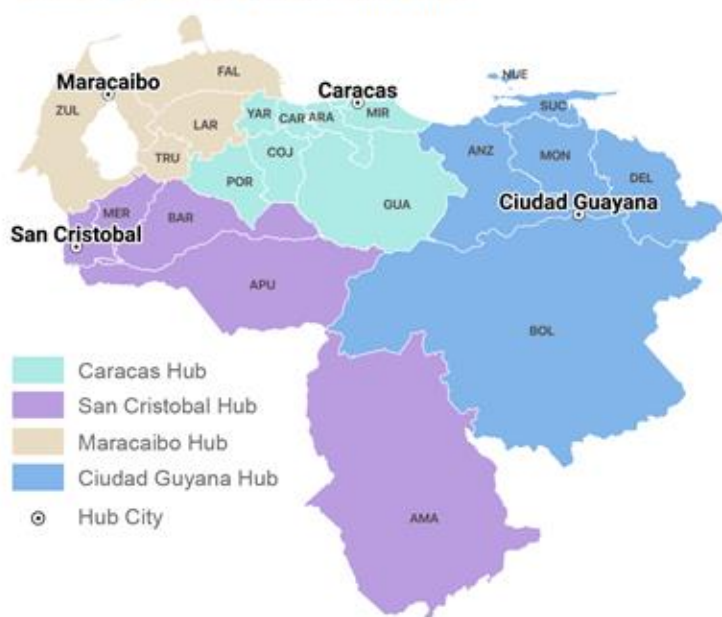 NUE
Maracaibo
FAL
Caracas
ZUL
YAR
CAR
ARA
MIR
SUC
LAR
TRU
COJ
ANZ
MON
POR
DEL
GUA
Ciudad Guayana
MER
BAR
San Cristobal
APU
BOL
AMA
Caracas Hub
San Cristobal Hub
Maracaibo Hub
Ciudad Guyana Hub
Hub City